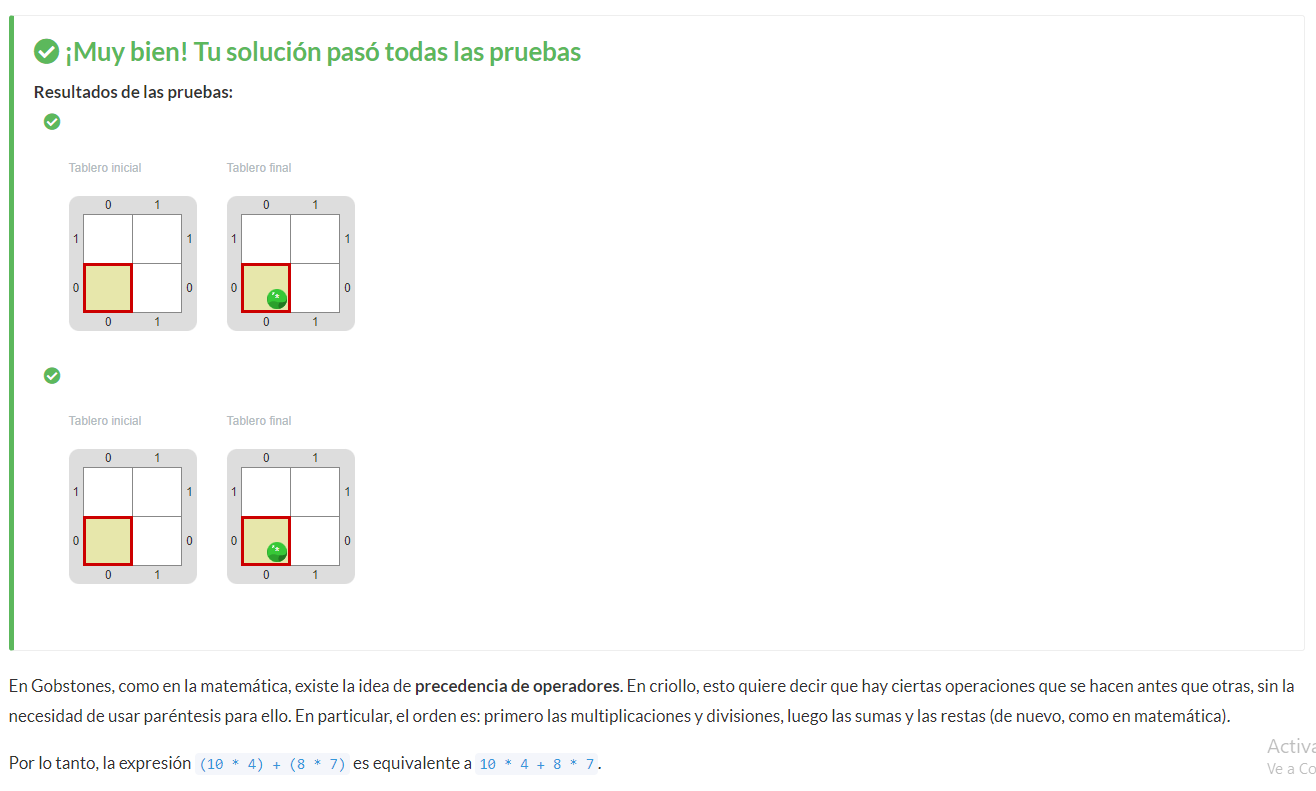 ¡Muy bien! Tu solución pasó todas las pruebas
Resultados de las pruebas:
Tablero inicial
Tablero final
0 1
0 1
1 1
1 1
0 0
0 0
0 1
0 1
Tablero inicial
Tablero final
0 1
0 1
1 1
1 1
0 0
0 0
0 1
0 1
En Gobstones, como en la matemática, existe la idea de precedencia de operadores. En criollo, esto quiere decir que hay ciertas operaciones que se hacen antes que otras, sin la
necesidad de usar paréntesis para ello. En particular, el orden es: primero las multiplicaciones y divisiones, luego las sumas y las restas (de nuevo, como en matemática).
Activa
Por lo tanto, la expresión (10 * 4) + (8 * 7) es equivalente a 10 * 4 + 8 * 7.
Ve a Co